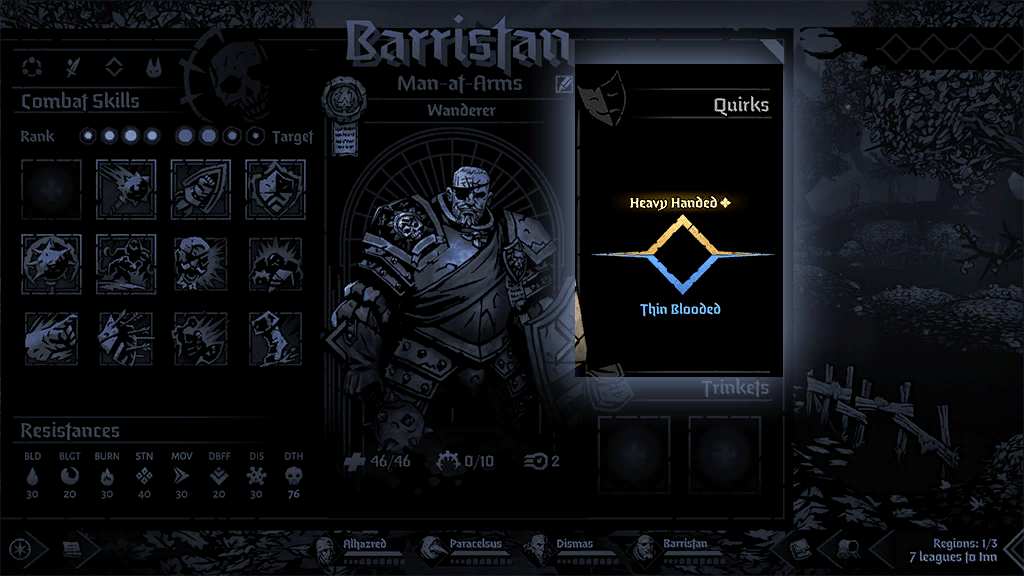 Barristan
Man-at-Arms
Wanderer
Combat Skills
Rank
Target
Quirks
Heavy Handed
Thin Blooded
Trinkets
Resistances
BLD BLGT BURN STN MOV DBFF DIS DTH
30 20 30 40 30 20 30 76
46/46 0/10 2
Alhazred Paracelsus Dismas Barristan
Regions: 1/3
7 leagues to Inn